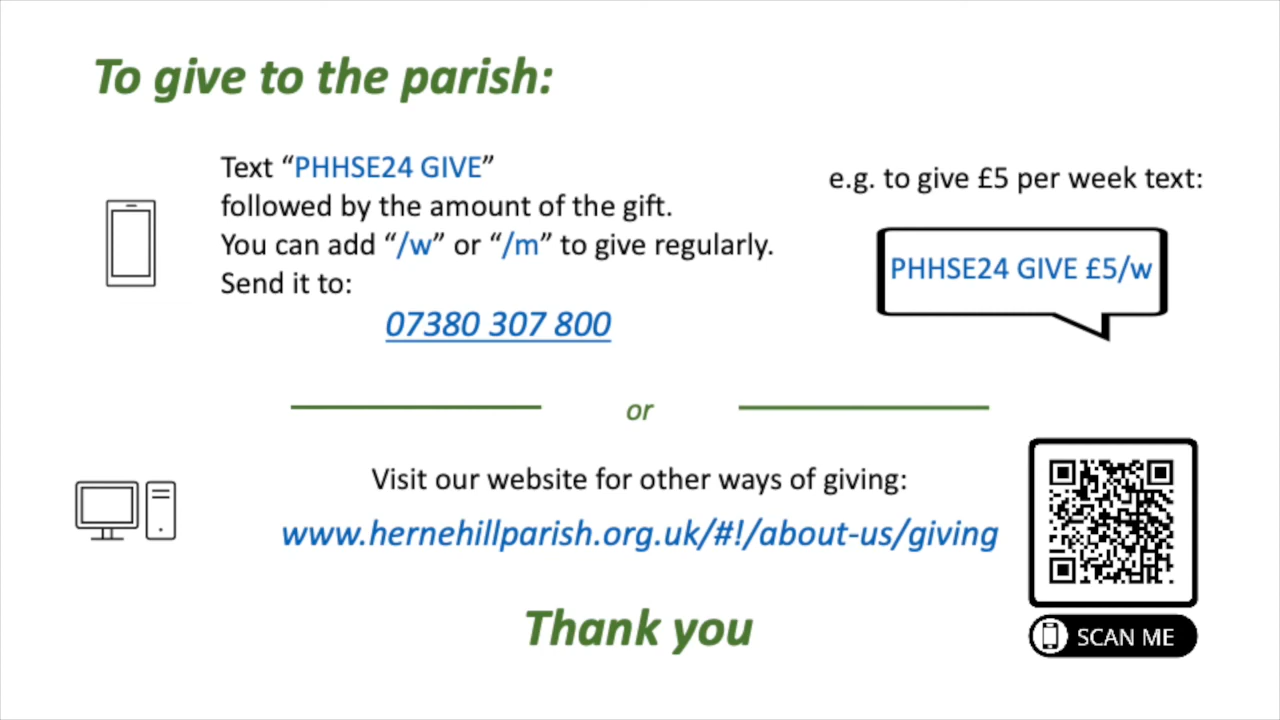 To give to the parish:
Text “PHHSE24 GIVE”
followed by the amount of the gift.
You can add “/w” or “/m” to give regularly.
Send it to:
07380 307 800
e.g. to give £5 per week text:
PHHSE24 GIVE £5/w
or
Visit our website for other ways of giving:
www.hernehillparish.org.uk/#!/about-us/giving
Thank you
SCAN ME